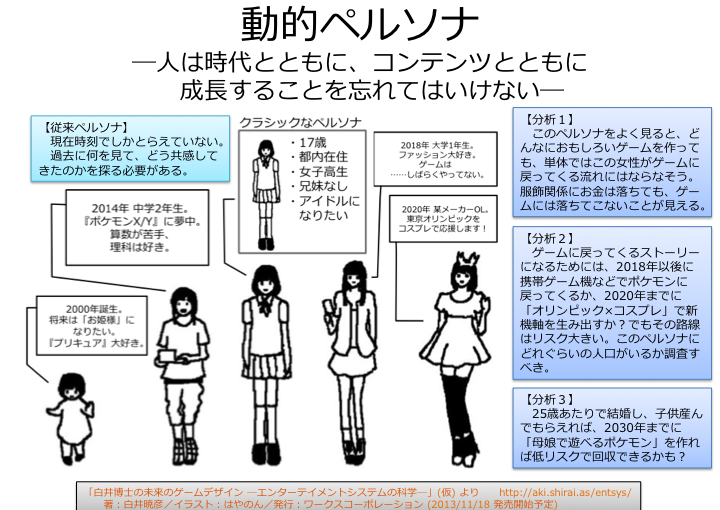 動的ペルソナ
―人は時代とともに、コンテンツとともに
成長することを忘れてはいけない―
【従来ペルソナ】
現在時刻でしかとらえていない。
過去に何を見て、どう共感して
きたのかを探る必要がある。
クラシックなペルソナ
・17歳
・都内在住
・女子高生
・兄妹なし
・アイドルに
なりたい
2018年 大学1年生。
ファッション大好き。
ゲームは
……しばらくやってない。
2014年 中学2年生。
『ポケモンX/Y』に夢中。
算数が苦手、
理科は好き。
2020年 某メーカーOL。
東京オリンピックを
コスプレで応援します！
2000年誕生。
将来は「お姫様」に
なりたい。
『プリキュア』大好き。
【分析１】
このペルソナをよく見ると、ど
んなにおもしろいゲームを作って
も、単体ではこの女性がゲームに
戻ってくる流れにはならなそう。
服飾関係にお金は落ちても、ゲー
ムには落ちてこないことが見える。
【分析２】
ゲームに戻ってくるストーリー
になるためには、2018年以後に
携帯ゲーム機などでポケモンに
戻ってくるか、2020年までに
「オリンピック×コスプレ」で新
機軸を生み出すか？でもその路線
はリスク大きい。このペルソナに
どれぐらいの人口がいるか調査す
べき。
【分析３】
25歳あたりで結婚し、子供産ん
でもらえれば、2030年までに
「母娘で遊べるポケモン」を作れ
ば低リスクで回収できるかも？
「白井博士の未来のゲームデザイン ―エンターテイメントシステムの科学―」(仮) より　http://aki.shirai.as/entsys/
著：白井暁彦／イラスト：はやのん／発行：ワークスコーポレーション (2013/11/18 発売開始予定)